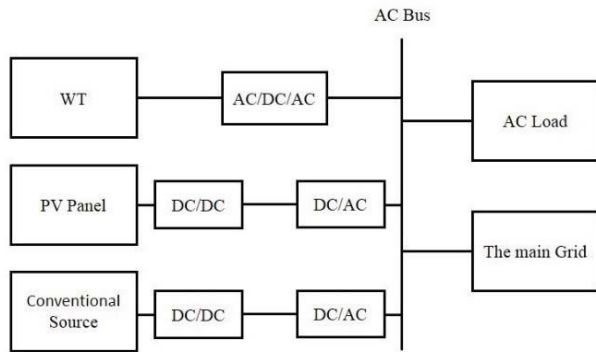 AC Bus
WT
AC/DC/AC
AC Load
PV Panel
DC/DC
DC/AC
The main Grid
Conventional
Source
DC/DC
DC/AC